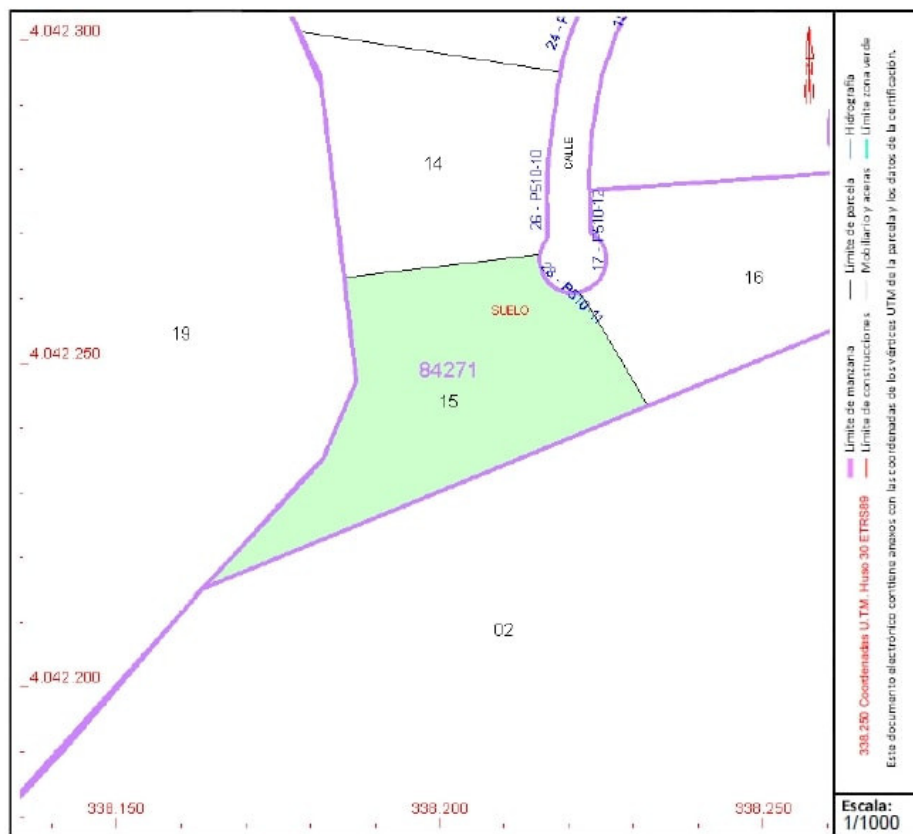 4.042.300
24 - P
CALLE
14
26 - P510-10
17 - P510-12
28 - P510-11
16
SUELO
19
4.042.250
84271
15
02
4.042.200
338.150
338.200
338.250
Límite de manzana
Límite de parcela
Hidrografía
Límite de construcciones
Mobiliario y aceras
Límite zona verde
338.250 Coordenadas U.T.M. Huso 30 ETRS89
Este documento electrónico contiene anexos con las coordenadas de los vértices UTM de la parcela y los datos de la certificación.
Escala:
1/1000